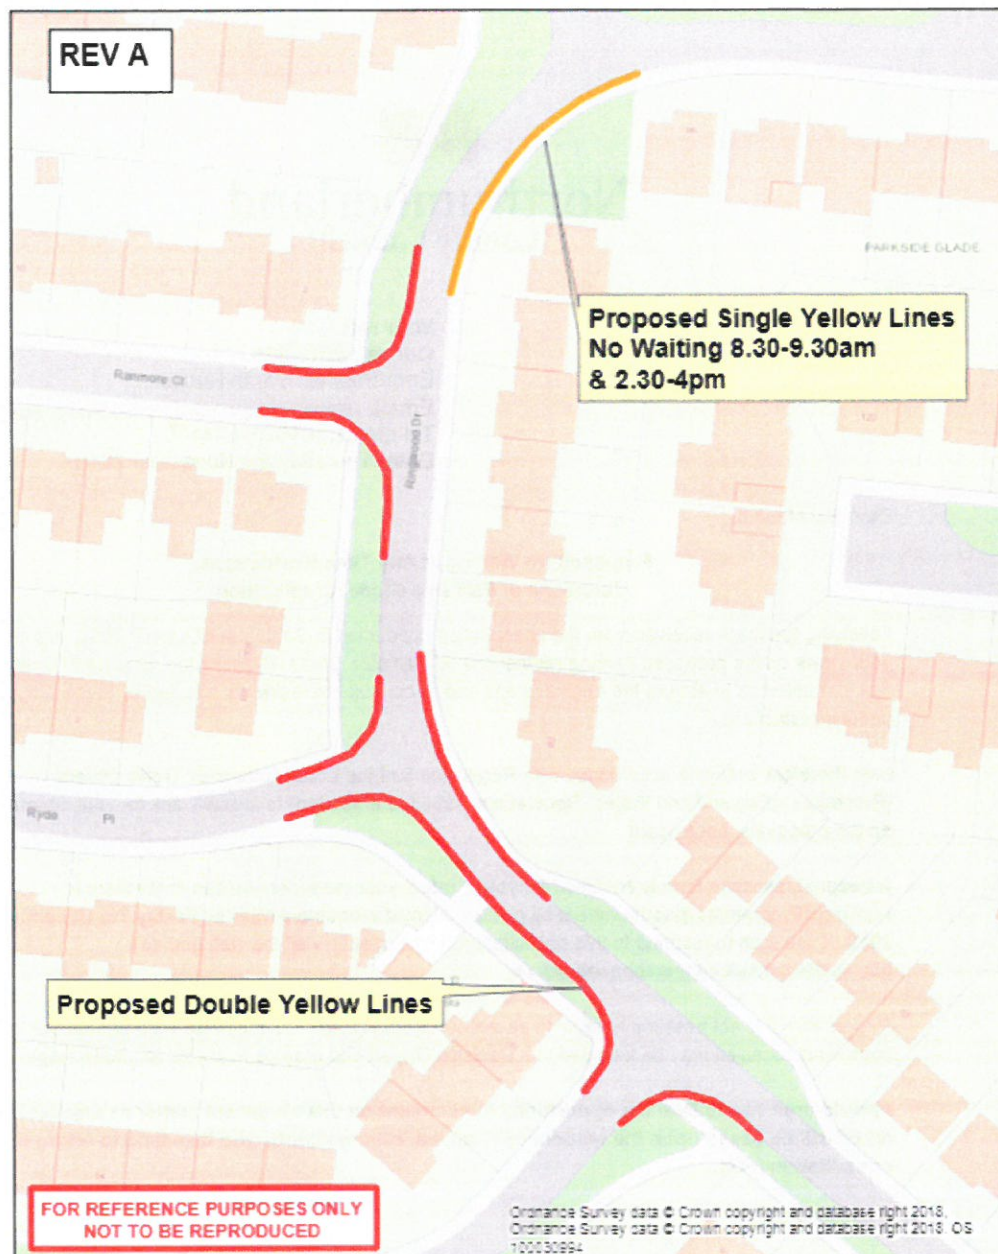 REV A
PARKSIDE GLADE
Proposed Single Yellow Lines
No Waiting 8.30-9.30am
& 2.30-4pm
Ranmore Ct
Ringwood Dr
Ryde Pl
Proposed Double Yellow Lines
FOR REFERENCE PURPOSES ONLY
NOT TO BE REPRODUCED
Ordnance Survey data © Crown copyright and database right 2018.
Ordnance Survey data © Crown copyright and database right 2018. OS
100030994